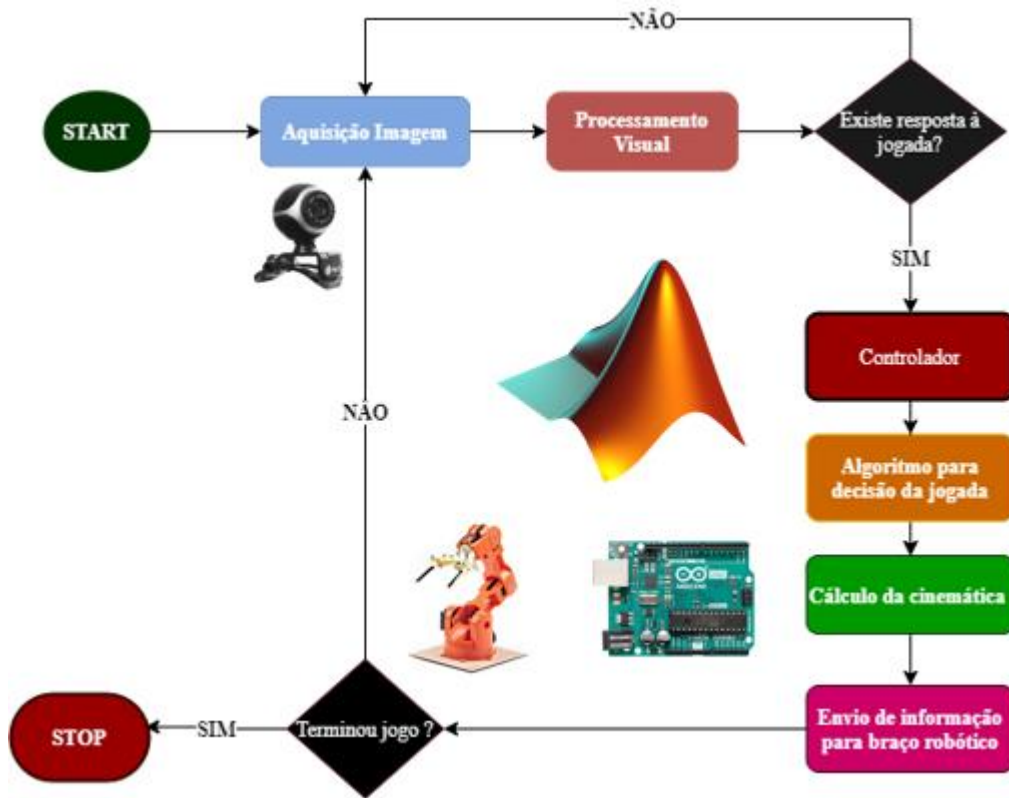 NÃO
START
Aquisição Imagem
Processamento
Visual
Existe resposta à
jogada?
SIM
Controlador
NÃO
Algoritmo para
decisão da jogada
Cálculo da cinemática
STOP
SIM
Terminou jogo ?
Envio de informação
para braço robótico